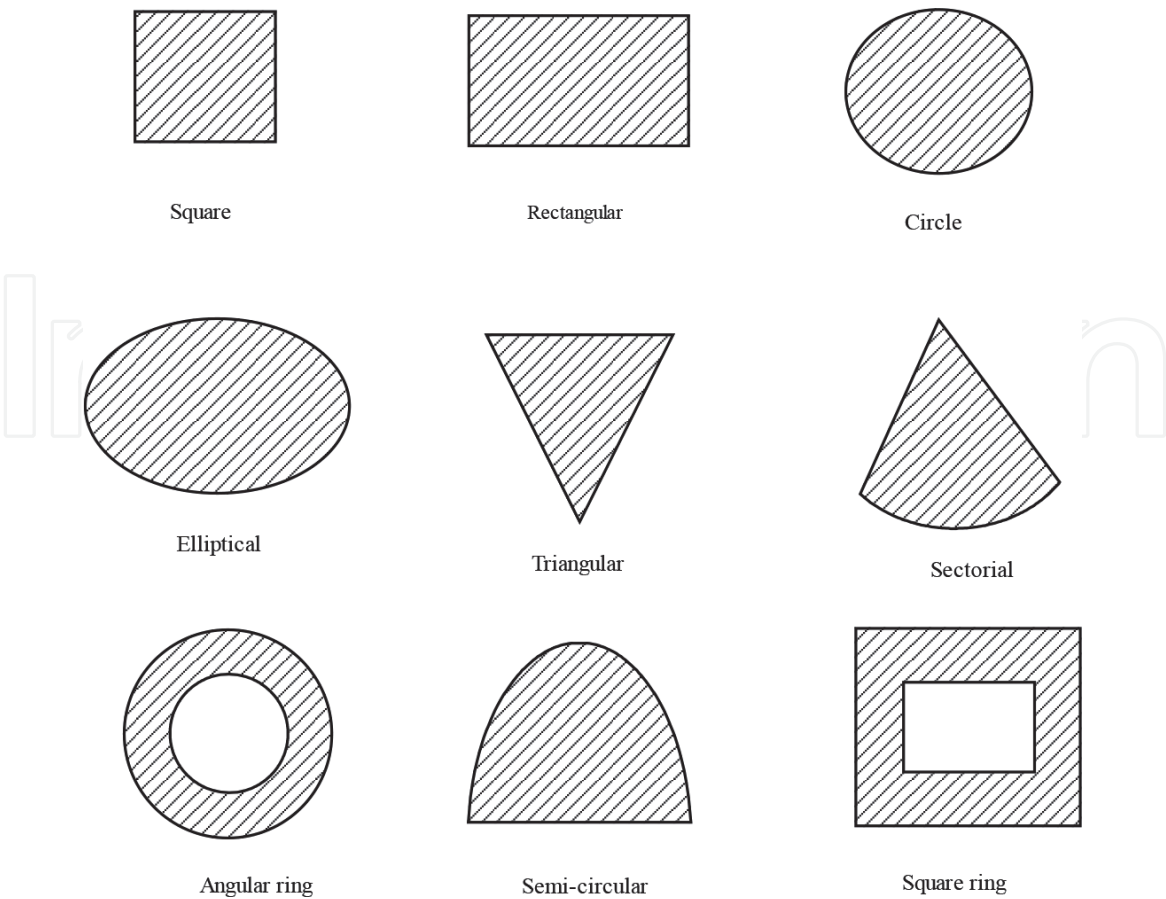 Square
Rectangular
Circle
Elliptical
Triangular
Sectorial
Angular ring
Semi-circular
Square ring